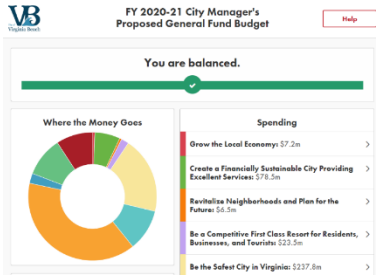 VB
Virginia Beach
FY 2020-21 City Manager's
Proposed General Fund Budget
Help
You are balanced.
Where the Money Goes
Spending
Grow the Local Economy: $7.2m
Create a Financially Sustainable City Providing
Excellent Services: $78.5m
Revitalize Neighborhoods and Plan for the
Future: $6.5m
Be a Competitive First Class Resort for Residents,
Businesses, and Tourists: $23.5m
Be the Safest City in Virginia: $237.8m